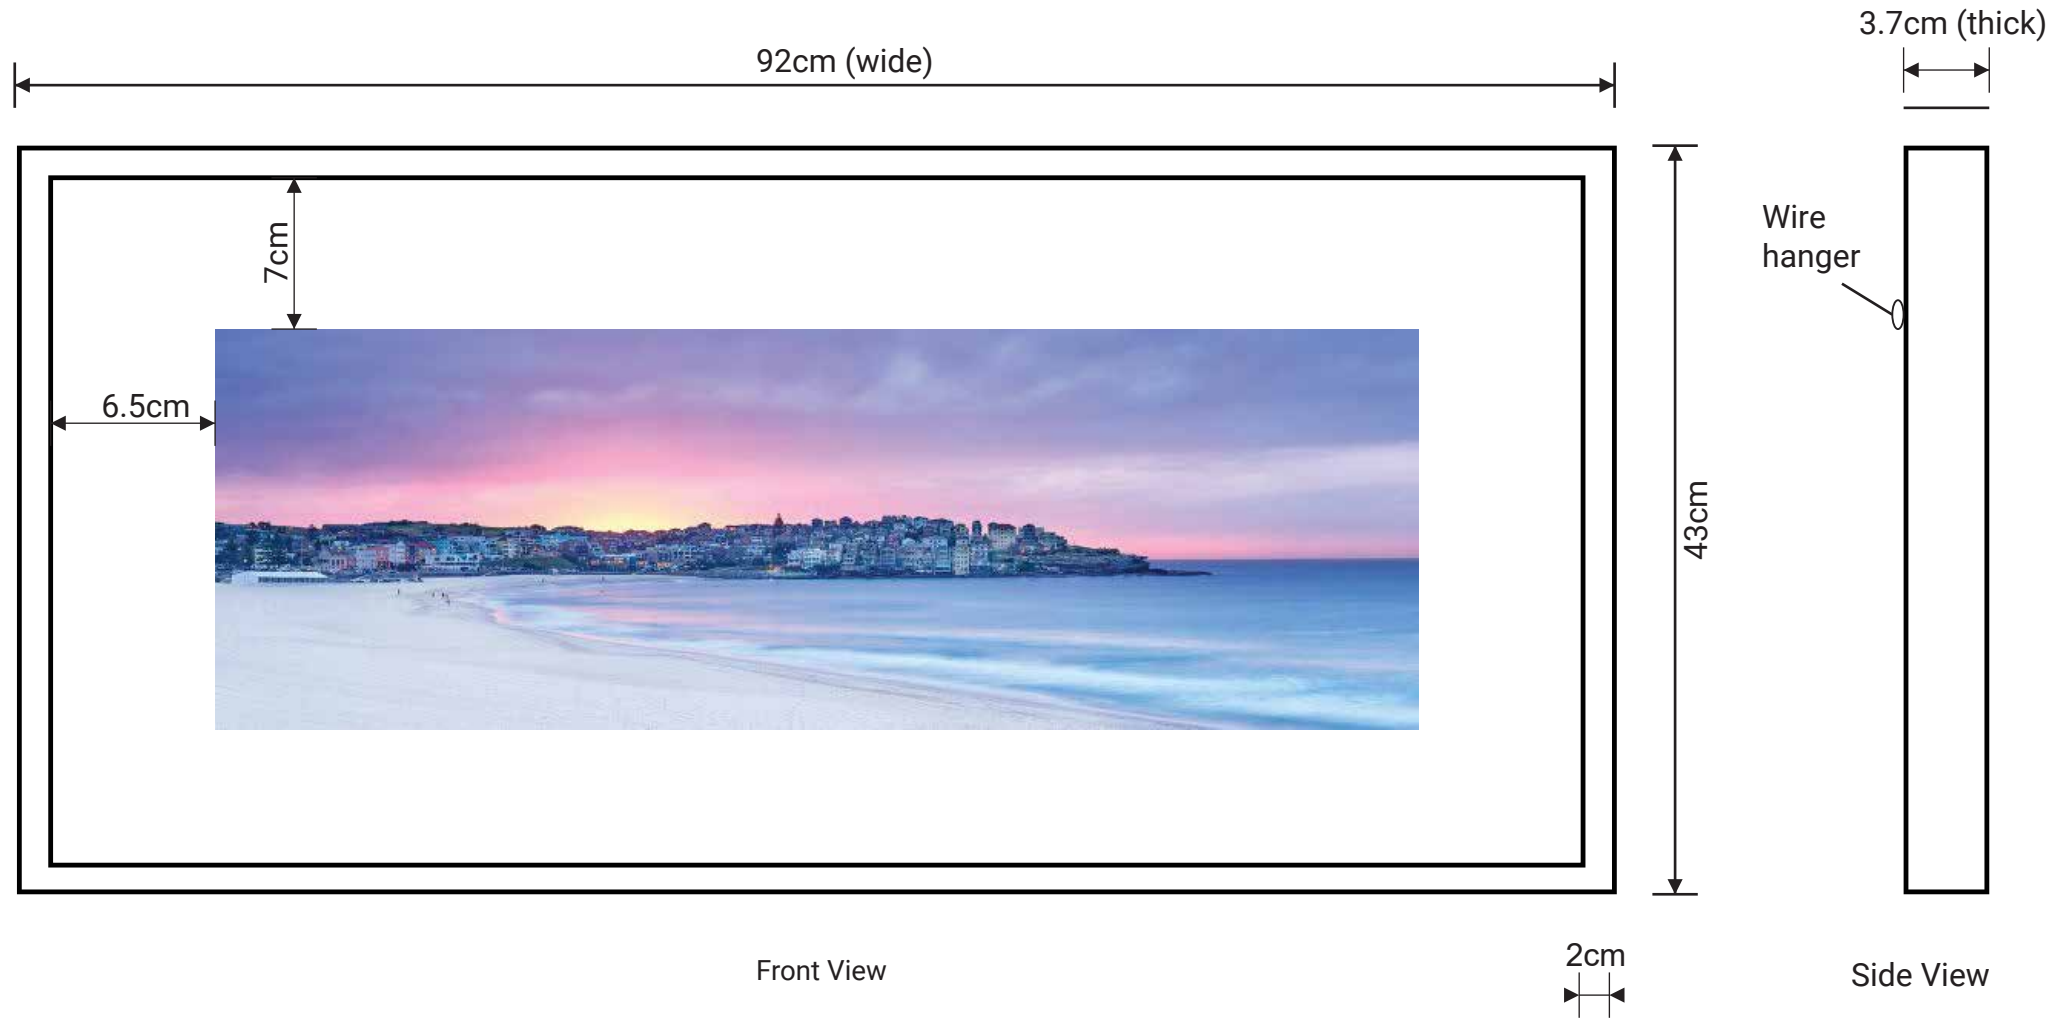 3.7cm (thick)
92cm (wide)
7cm
Wire
hanger
6.5cm
43cm
2cm
Front View
Side View